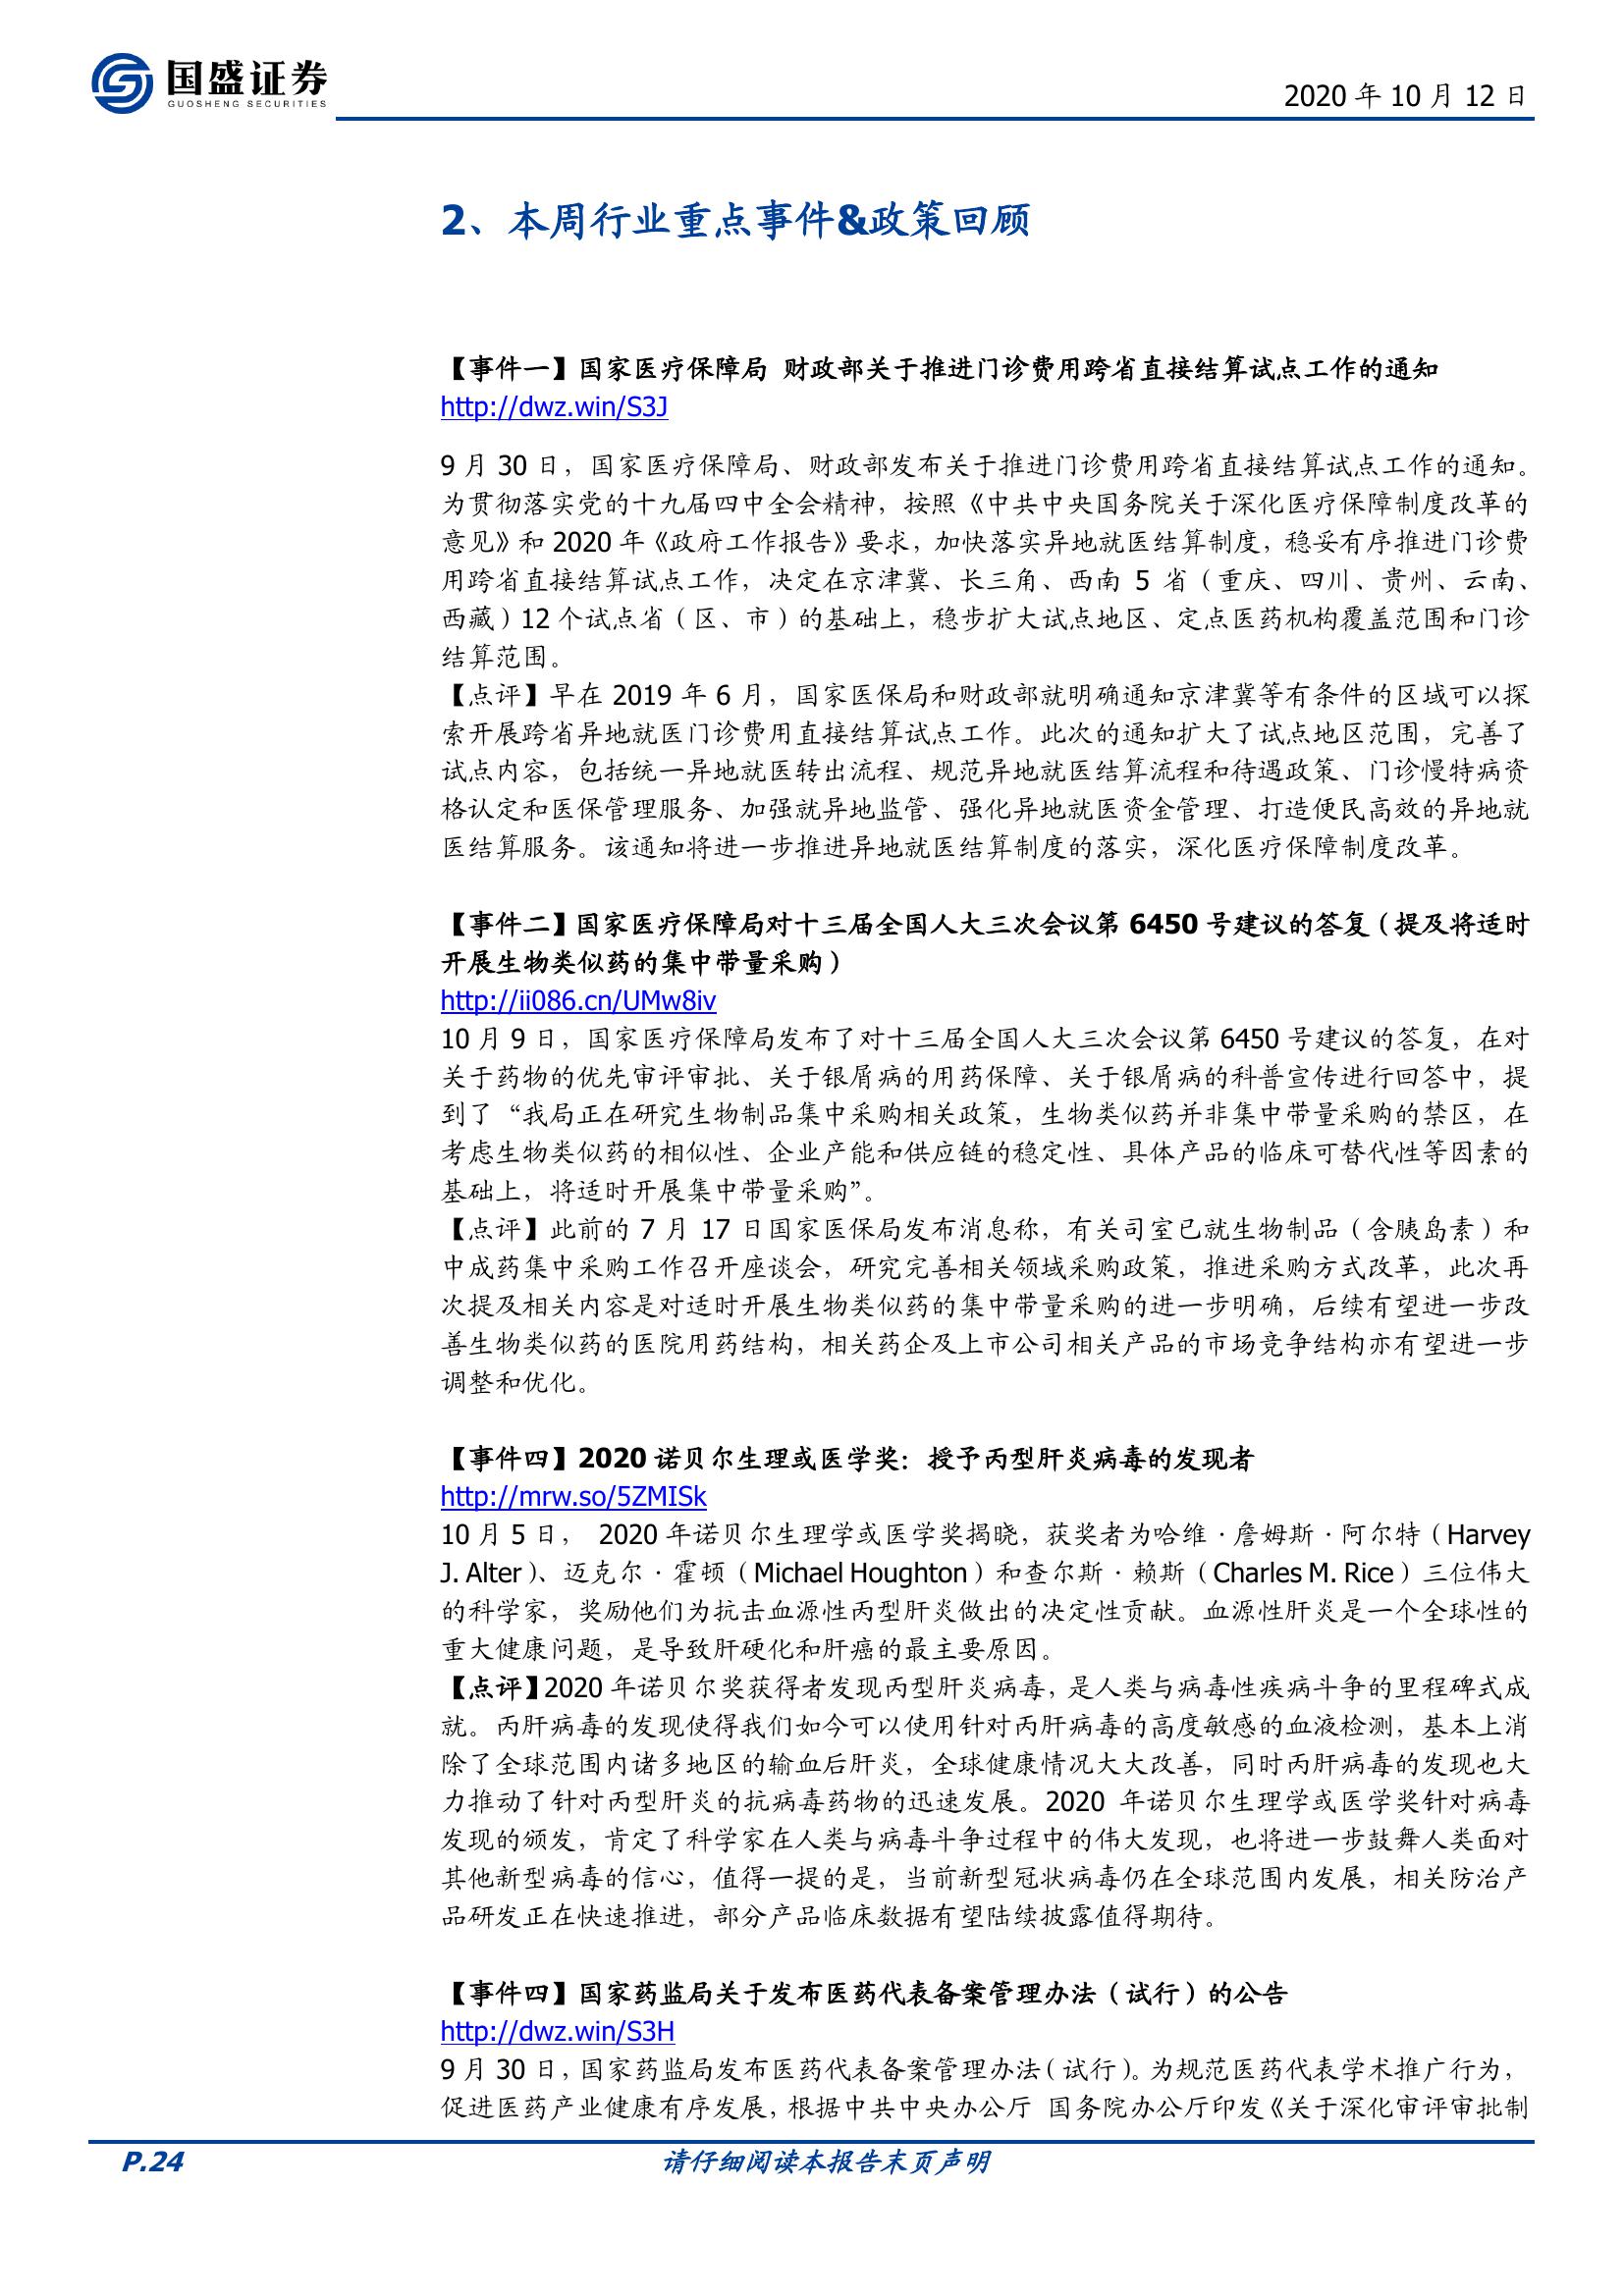 国盛证券
GUOSHENG SECURITIES
2020 年 10 月 12 日
2、本周行业重点事件&政策回顾
【事件一】国家医疗保障局 财政部关于推进门诊费用跨省直接结算试点工作的通知
http://dwz.win/S3J
9 月 30 日，国家医疗保障局、财政部发布关于推进门诊费用跨省直接结算试点工作的通知。
为贯彻落实党的十九届四中全会精神，按照《中共中央国务院关于深化医疗保障制度改革的
意见》和 2020 年《政府工作报告》要求，加快落实异地就医结算制度，稳妥有序推进门诊费
用跨省直接结算试点工作，决定在京津冀、长三角、西南 5 省（重庆、四川、贵州、云南、
西藏）12 个试点省（区、市）的基础上，稳步扩大试点地区、定点医药机构覆盖范围和门诊
结算范围。
【点评】早在 2019 年 6 月，国家医保局和财政部就明确通知京津冀等有条件的区域可以探
索开展跨省异地就医门诊费用直接结算试点工作。此次的通知扩大了试点地区范围，完善了
试点内容，包括统一异地就医转出流程、规范异地就医结算流程和待遇政策、门诊慢特病资
格认定和医保管理服务、加强就异地监管、强化异地就医资金管理、打造便民高效的异地就
医结算服务。该通知将进一步推进异地就医结算制度的落实，深化医疗保障制度改革。
【事件二】国家医疗保障局对十三届全国人大三次会议第 6450 号建议的答复（提及将适时
开展生物类似药的集中带量采购）
http://ii086.cn/UMw8iv
10 月 9 日，国家医疗保障局发布了对十三届全国人大三次会议第 6450 号建议的答复，在对
关于药物的优先审评审批、关于银屑病的用药保障、关于银屑病的科普宣传进行回答中，提
到了“我局正在研究生物制品集中采购相关政策，生物类似药并非集中带量采购的禁区，在
考虑生物类似药的相似性、企业产能和供应链的稳定性、具体产品的临床可替代性等因素的
基础上，将适时开展集中带量采购”。
【点评】此前的 7 月 17 日国家医保局发布消息称，有关司室已就生物制品（含胰岛素）和
中成药集中采购工作召开座谈会，研究完善相关领域采购政策，推进采购方式改革，此次再
次提及相关内容是对适时开展生物类似药的集中带量采购的进一步明确，后续有望进一步改
善生物类似药的医院用药结构，相关药企及上市公司相关产品的市场竞争结构亦有望进一步
调整和优化。
【事件四】2020 诺贝尔生理或医学奖：授予丙型肝炎病毒的发现者
http://mrw.so/5ZMISk
10 月 5 日， 2020 年诺贝尔生理学或医学奖揭晓，获奖者为哈维·詹姆斯·阿尔特（Harvey
J. Alter）、迈克尔·霍顿（Michael Houghton）和查尔斯·赖斯（Charles M. Rice）三位伟大
的科学家，奖励他们为抗击血源性丙型肝炎做出的决定性贡献。血源性肝炎是一个全球性的
重大健康问题，是导致肝硬化和肝癌的最主要原因。
【点评】2020 年诺贝尔奖获得者发现丙型肝炎病毒，是人类与病毒性疾病斗争的里程碑式成
就。丙肝病毒的发现使得我们如今可以使用针对丙肝病毒的高度敏感的血液检测，基本上消
除了全球范围内诸多地区的输血后肝炎，全球健康情况大大改善，同时丙肝病毒的发现也大
力推动了针对丙型肝炎的抗病毒药物的迅速发展。2020 年诺贝尔生理学或医学奖针对病毒
发现的颁发，肯定了科学家在人类与病毒斗争过程中的伟大发现，也将进一步鼓舞人类面对
其他新型病毒的信心，值得一提的是，当前新型冠状病毒仍在全球范围内发展，相关防治产
品研发正在快速推进，部分产品临床数据有望陆续披露值得期待。
【事件四】国家药监局关于发布医药代表备案管理办法（试行）的公告
http://dwz.win/S3H
9 月 30 日，国家药监局发布医药代表备案管理办法（试行）。为规范医药代表学术推广行为，
促进医药产业健康有序发展，根据中共中央办公厅 国务院办公厅印发《关于深化审评审批制
P.24
请仔细阅读本报告末页声明